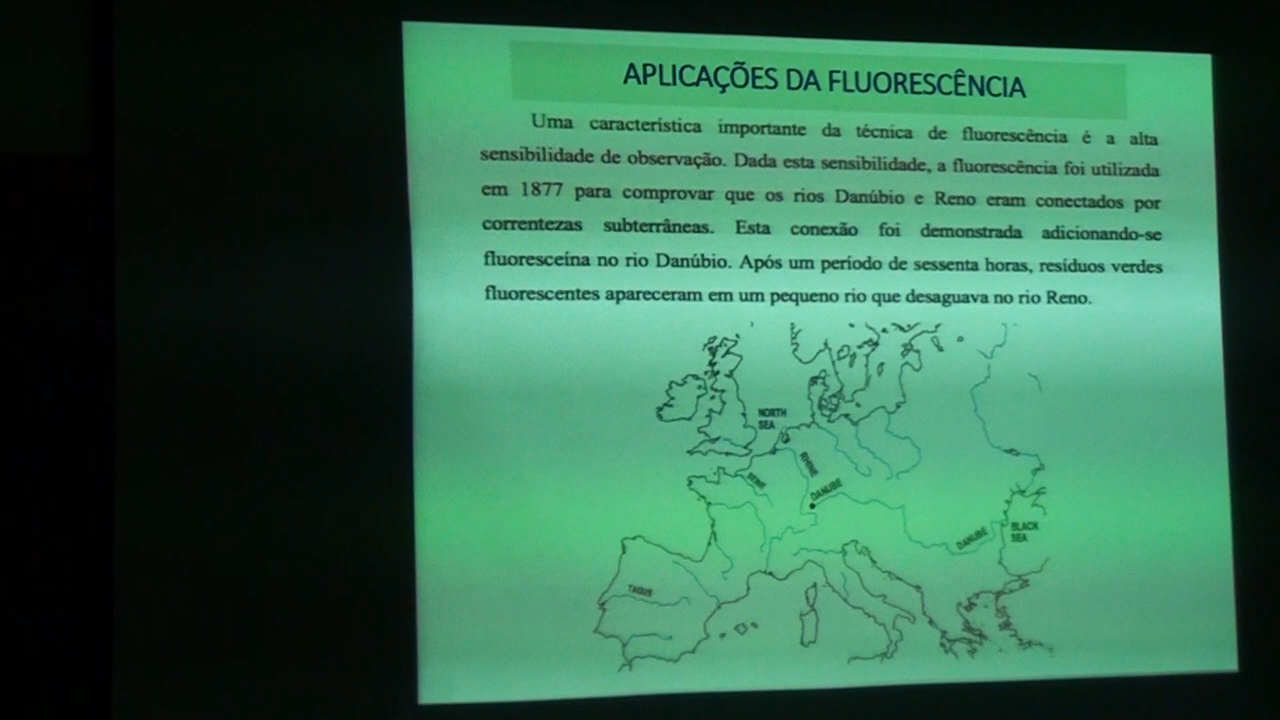 APLICAÇÕES DA FLUORESCÊNCIA
Uma característica importante da técnica de fluorescência é a alta
sensibilidade de observação. Dada esta sensibilidade, a fluorescência foi utilizada
em 1877 para comprovar que os rios Danúbio e Reno eram conectados por
correntezas subterrâneas. Esta conexão foi demonstrada adicionando-se
fluoresceína no rio Danúbio. Após um período de sessenta horas, resíduos verdes
fluorescentes apareceram em um pequeno rio que desaguava no rio Reno.
NORTH
SEA
RHINE
DANUBE
DANUBE
BLACK
SEA
TAGUS